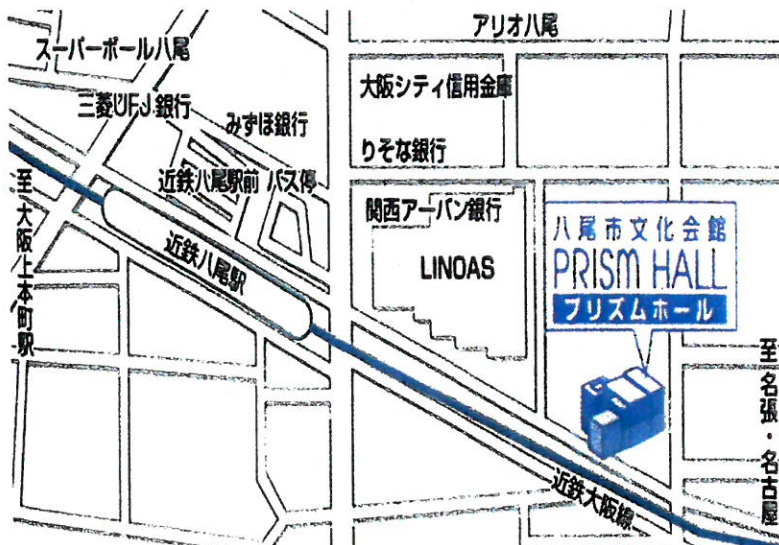 アリオ八尾
スーパーボール八尾
大阪シティ信用金庫
三菱UFJ銀行
みずほ銀行
りそな銀行
近鉄八尾駅前 バス停
関西アーバン銀行
至 大阪上本町駅
近鉄八尾駅
LINOAS
八尾市文化会館
PRISM HALL
プリズムホール
至 名張・名古屋
近鉄大阪線